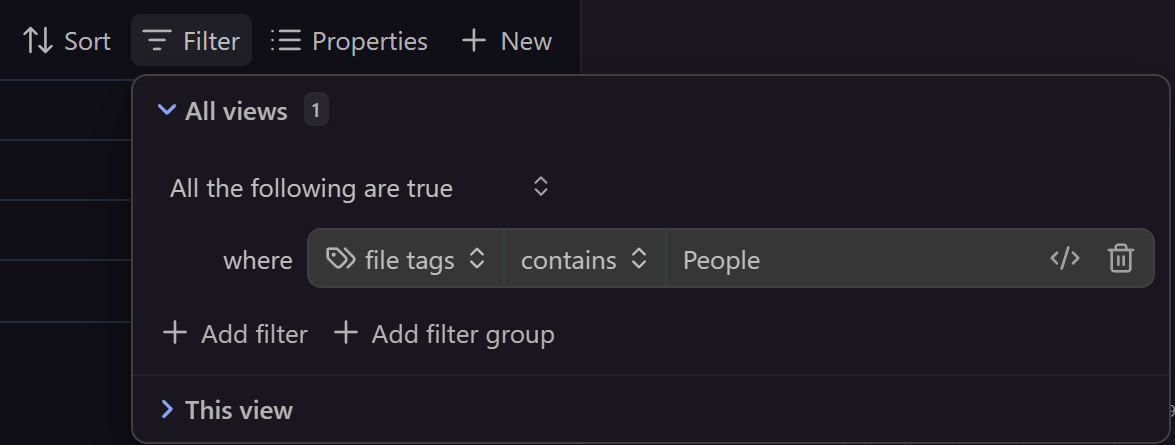 Sort Filter Properties New
All views 1
All the following are true
where file tags contains People
Add filter Add filter group
This view